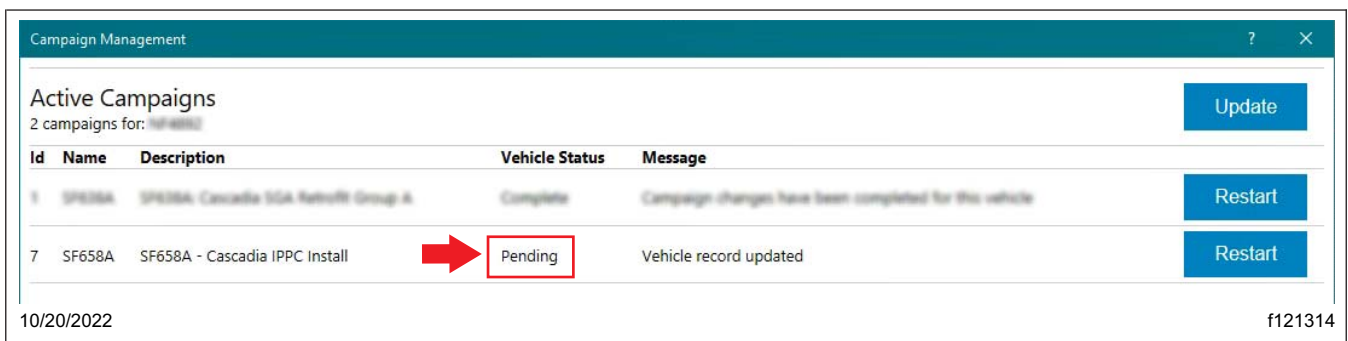 Campaign Management ? ×
Active Campaigns
Update
2 campaigns for:
Id Name Description Vehicle Status Message
Restart
7 SF658A SF658A - Cascadia IPPC Install Pending Vehicle record updated Restart
10/20/2022 f121314